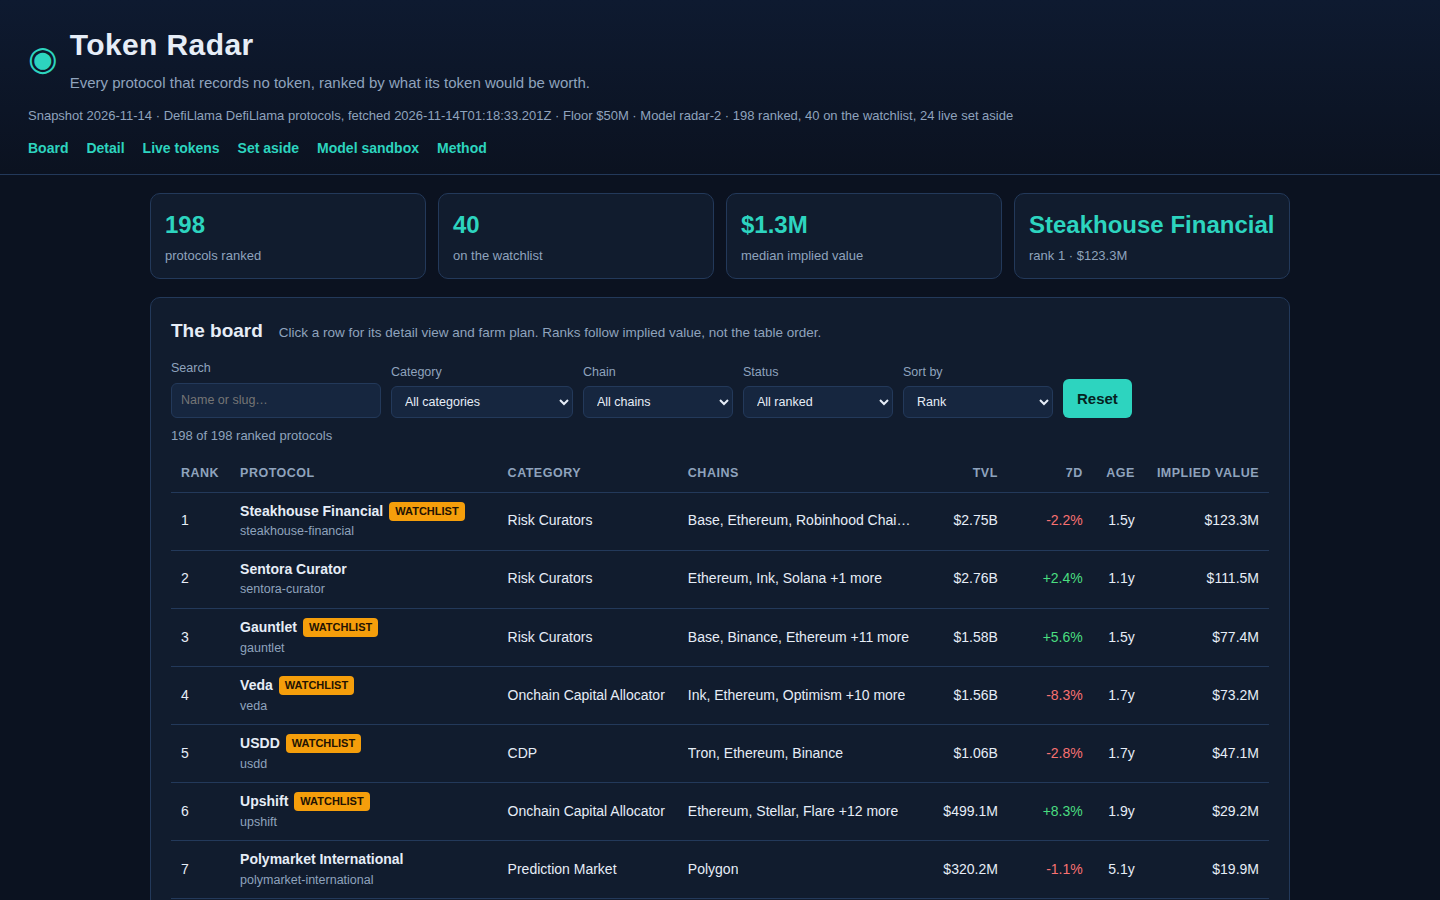 Token Radar
Every protocol that records no token, ranked by what its token would be worth.
Snapshot 2026-11-14 · DefiLlama DefiLlama protocols, fetched 2026-11-14T01:18:33.201Z · Floor $50M · Model radar-2 · 198 ranked, 40 on the watchlist, 24 live set aside
Board Detail Live tokens Set aside Model sandbox Method
198
protocols ranked
40
on the watchlist
$1.3M
median implied value
Steakhouse Financial
rank 1 · $123.3M
The board Click a row for its detail view and farm plan. Ranks follow implied value, not the table order.
Search Category Chain Status Sort by
Name or slug… All categories All chains All ranked Rank Reset
198 of 198 ranked protocols
RANK PROTOCOL CATEGORY CHAINS TVL 7D AGE IMPLIED VALUE
1 Steakhouse Financial WATCHLIST Risk Curators Base, Ethereum, Robinhood Chai… $2.75B -2.2% 1.5y $123.3M
steakhouse-financial
2 Sentora Curator Risk Curators Ethereum, Ink, Solana +1 more $2.76B +2.4% 1.1y $111.5M
sentora-curator
3 Gauntlet WATCHLIST Risk Curators Base, Binance, Ethereum +11 more $1.58B +5.6% 1.5y $77.4M
gauntlet
4 Veda WATCHLIST Onchain Capital Allocator Ink, Ethereum, Optimism +10 more $1.56B -8.3% 1.7y $73.2M
veda
5 USDD WATCHLIST CDP Tron, Ethereum, Binance $1.06B -2.8% 1.7y $47.1M
usdd
6 Upshift WATCHLIST Onchain Capital Allocator Ethereum, Stellar, Flare +12 more $499.1M +8.3% 1.9y $29.2M
upshift
7 Polymarket International Prediction Market Polygon $320.2M -1.1% 5.1y $19.9M
polymarket-international